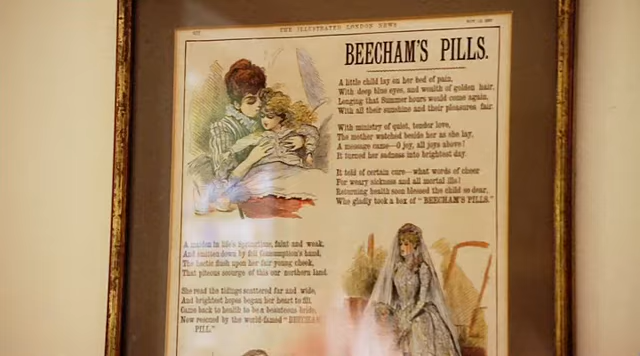 THE ILLUSTRATED LONDON NEWS
BEECHAM'S PILLS.
A little child lay on her bed of pain,
With deep blue eyes, and wealth of golden hair,
Longing that Summer hours would come again,
With all their sunshine and their pleasures fair.
With ministry of quiet, tender love,
The mother watched beside her as she lay,
A message came—O joy, all joys above!
It turned her sadness into brightest day.
It told of certain cure—what words of cheer
For weary sickness and all mortal ills!
Returning health soon blessed the child so dear,
Who gladly took a box of "BEECHAM'S PILLS."
A maiden in life's springtime, faint and weak,
And smitten down by fell Consumption's hand,
The hectic flush upon her fair young cheek,
That piteous scourge of this our northern land.
She read the tidings scattered far and wide,
And brightest hopes began her heart to fill,
Came back to health to be a beauteous bride,
Now rescued by the world-famed "BEECHAM
PILL."